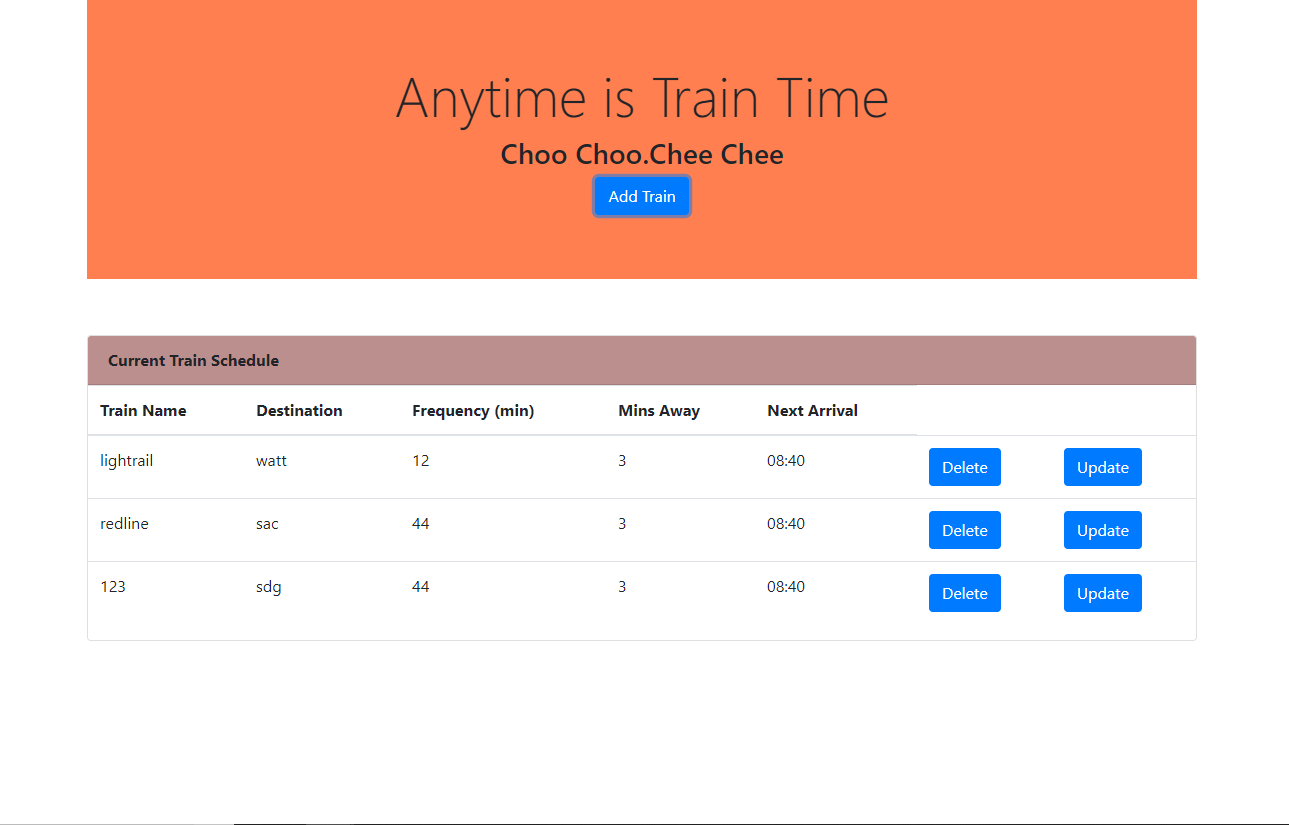 Anytime is Train Time
Choo Choo.Chee Chee
Add Train
Current Train Schedule
Train Name Destination Frequency (min) Mins Away Next Arrival
lightrail watt 12 3 08:40 Delete Update
redline sac 44 3 08:40 Delete Update
123 sdg 44 3 08:40 Delete Update